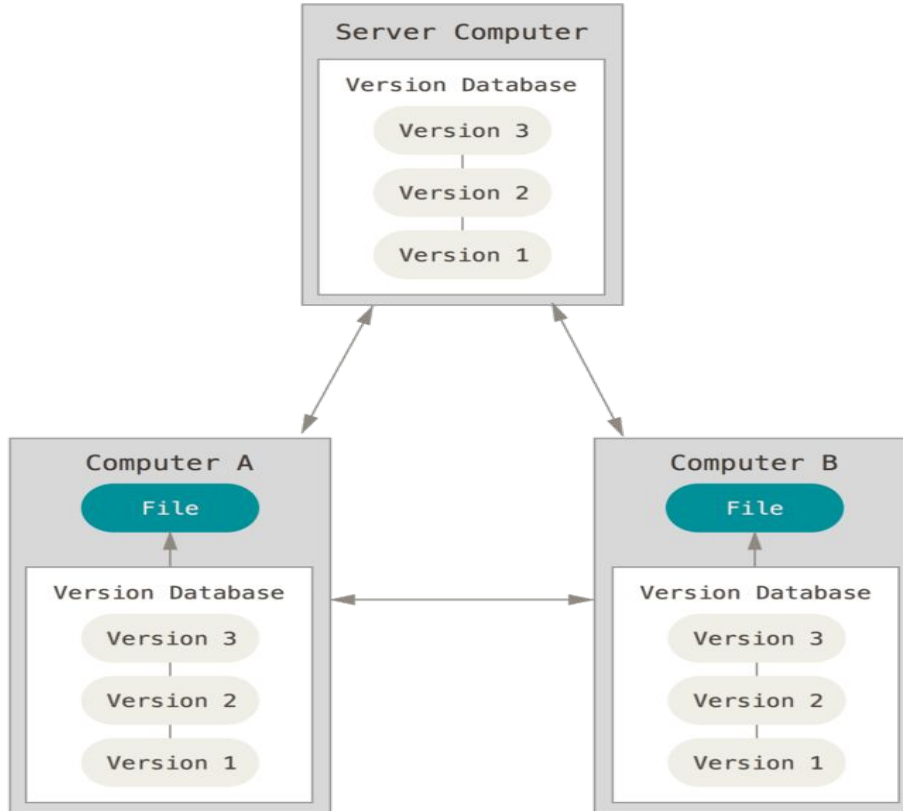 Server Computer
Version Database
Version 3
Version 2
Version 1
Computer A
File
Version Database
Version 3
Version 2
Version 1
Computer B
File
Version Database
Version 3
Version 2
Version 1